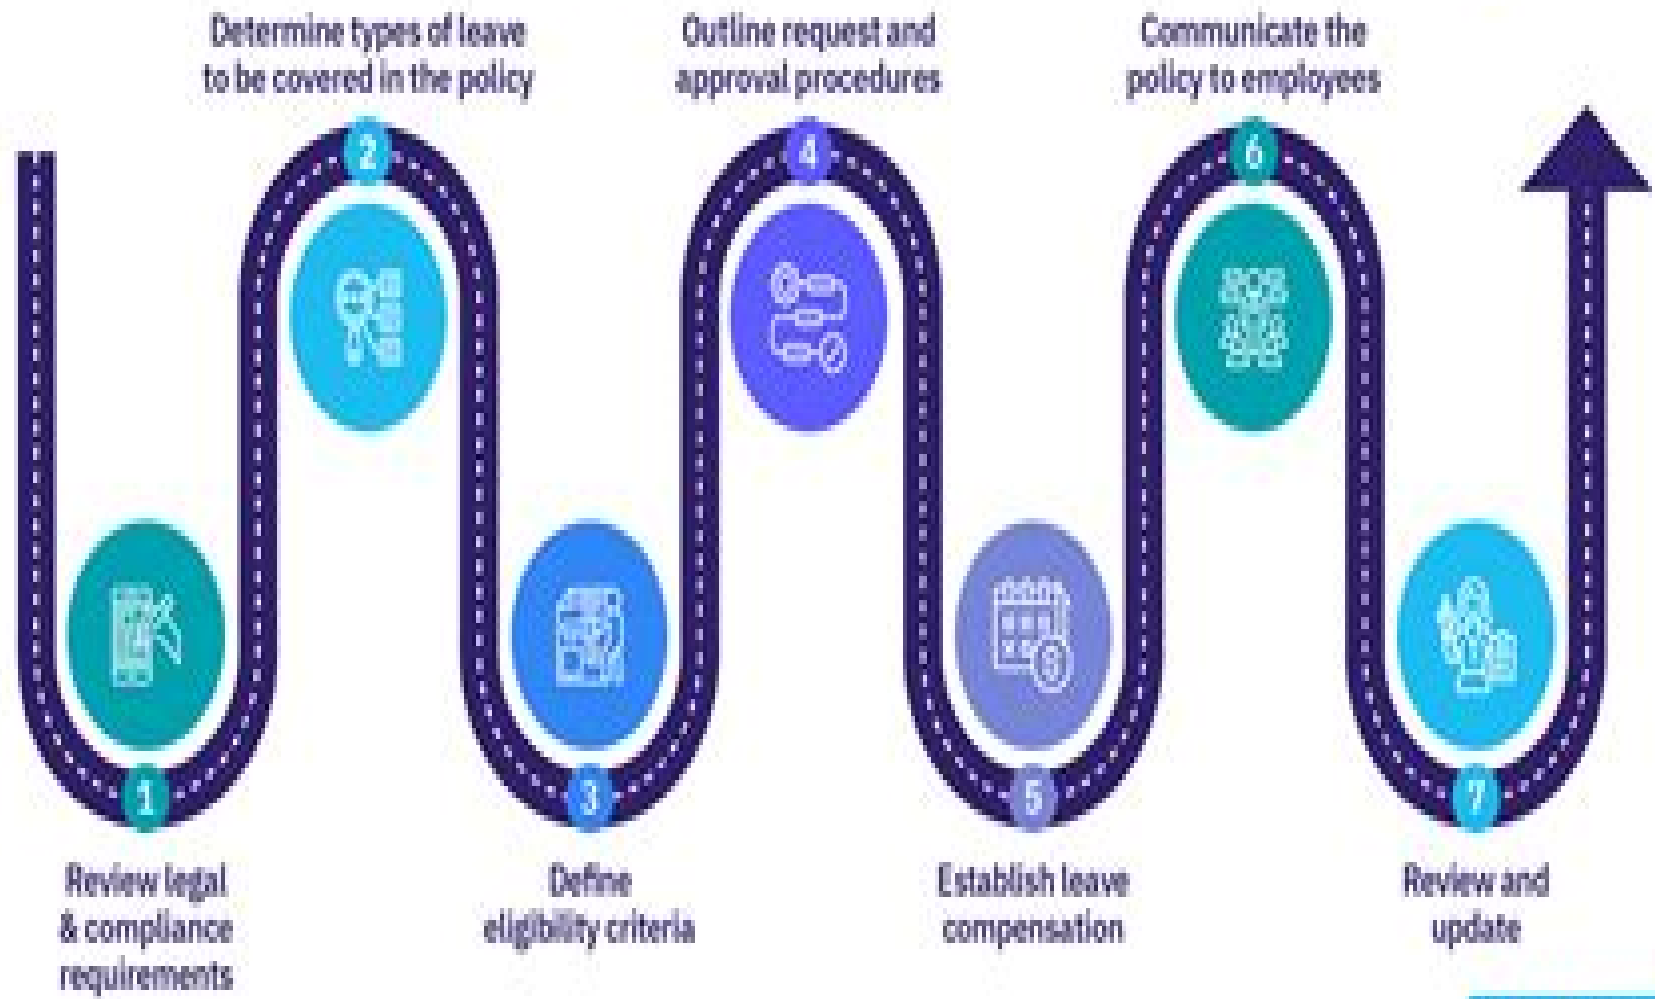 1
Review legal
& compliance
requirements
Determine types of leave
to be covered in the policy
2
3
Define
eligibility criteria
Outline request and
approval procedures
4
5
Establish leave
compensation
Communicate the
policy to employees
6
7
Review and
update